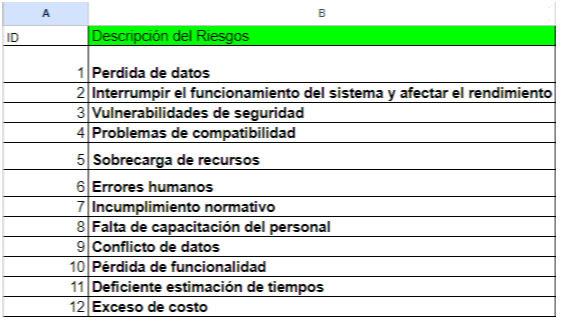 A B
ID Descripción del Riesgos
1 Perdida de datos
2 Interrumpir el funcionamiento del sistema y afectar el rendimiento
3 Vulnerabilidades de seguridad
4 Problemas de compatibilidad
5 Sobrecarga de recursos
6 Errores humanos
7 Incumplimiento normativo
8 Falta de capacitación del personal
9 Conflicto de datos
10 Pérdida de funcionalidad
11 Deficiente estimación de tiempos
12 Exceso de costo